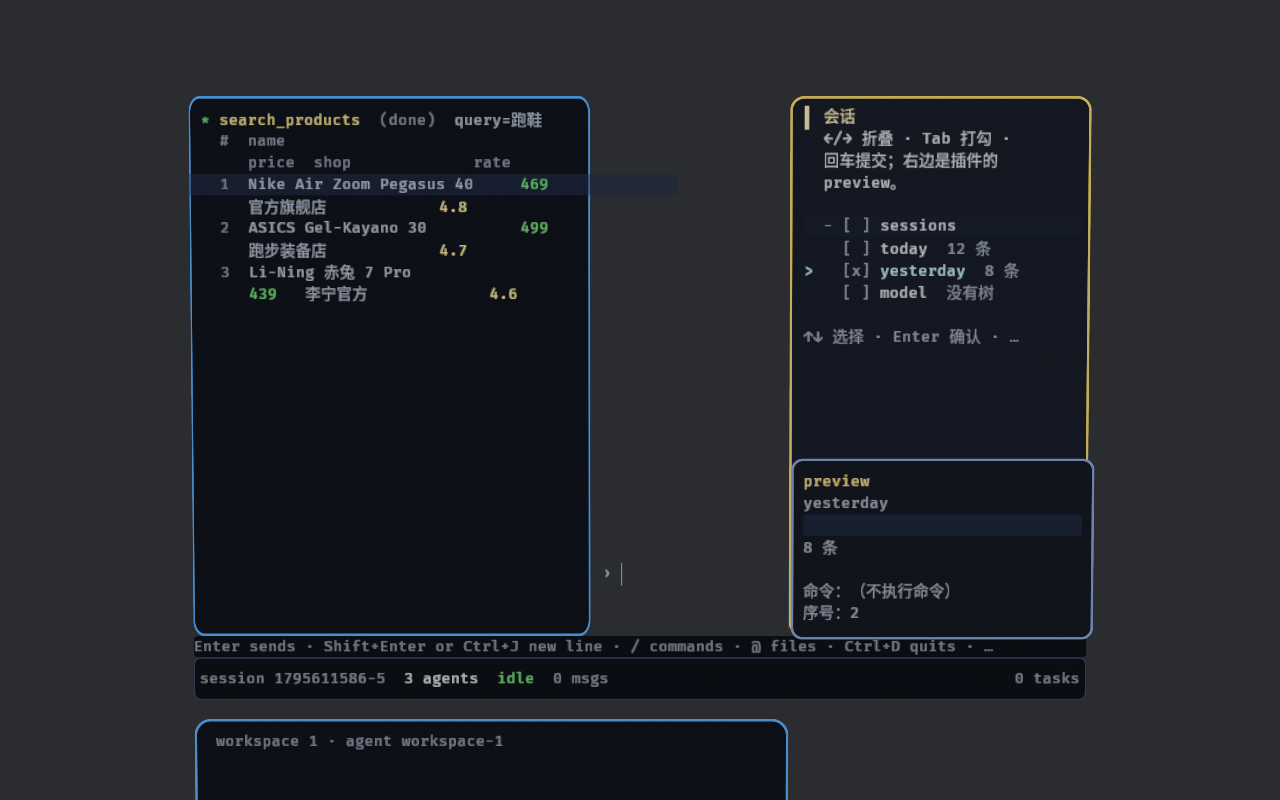 * search_products (done) query=跑鞋
# name
price shop rate
1 Nike Air Zoom Pegasus 40 469
官方旗舰店 4.8
2 ASICS Gel-Kayano 30 499
跑步装备店 4.7
3 Li-Ning 赤兔 7 Pro
439 李宁官方 4.6
›
会话
←/→ 折叠 · Tab 打勾 ·
回车提交; 右边是插件的
preview。
- [ ] sessions
[ ] today 12 条
> [x] yesterday 8 条
[ ] model 没有树
↑↓ 选择 · Enter 确认 · …
preview
yesterday
8 条
命令: (不执行命令)
序号: 2
Enter sends · Shift+Enter or Ctrl+J new line · / commands · @ files · Ctrl+D quits · …
session 1795611586-5 3 agents idle 0 msgs 0 tasks
workspace 1 · agent workspace-1